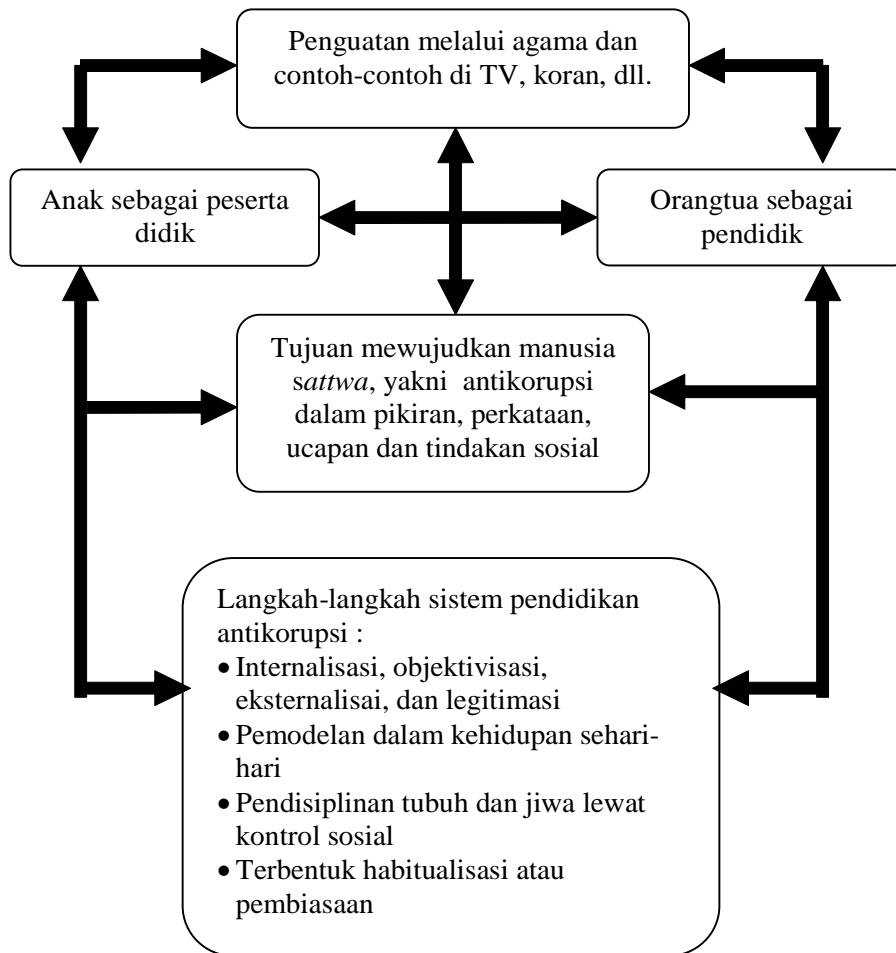 Penguatan melalui agama dan
contoh-contoh di TV, koran, dll.
Anak sebagai peserta
didik
Orangtua sebagai
pendidik
Tujuan mewujudkan manusia
sattwa, yakni antikorupsi
dalam pikiran, perkataan,
ucapan dan tindakan sosial
Langkah-langkah sistem pendidikan
antikorupsi :
• Internalisasi, objektivisasi,
eksternalisai, dan legitimasi
• Pemodelan dalam kehidupan sehari-
hari
• Pendisiplinan tubuh dan jiwa lewat
kontrol sosial
• Terbentuk habitualisasi atau
pembiasaan